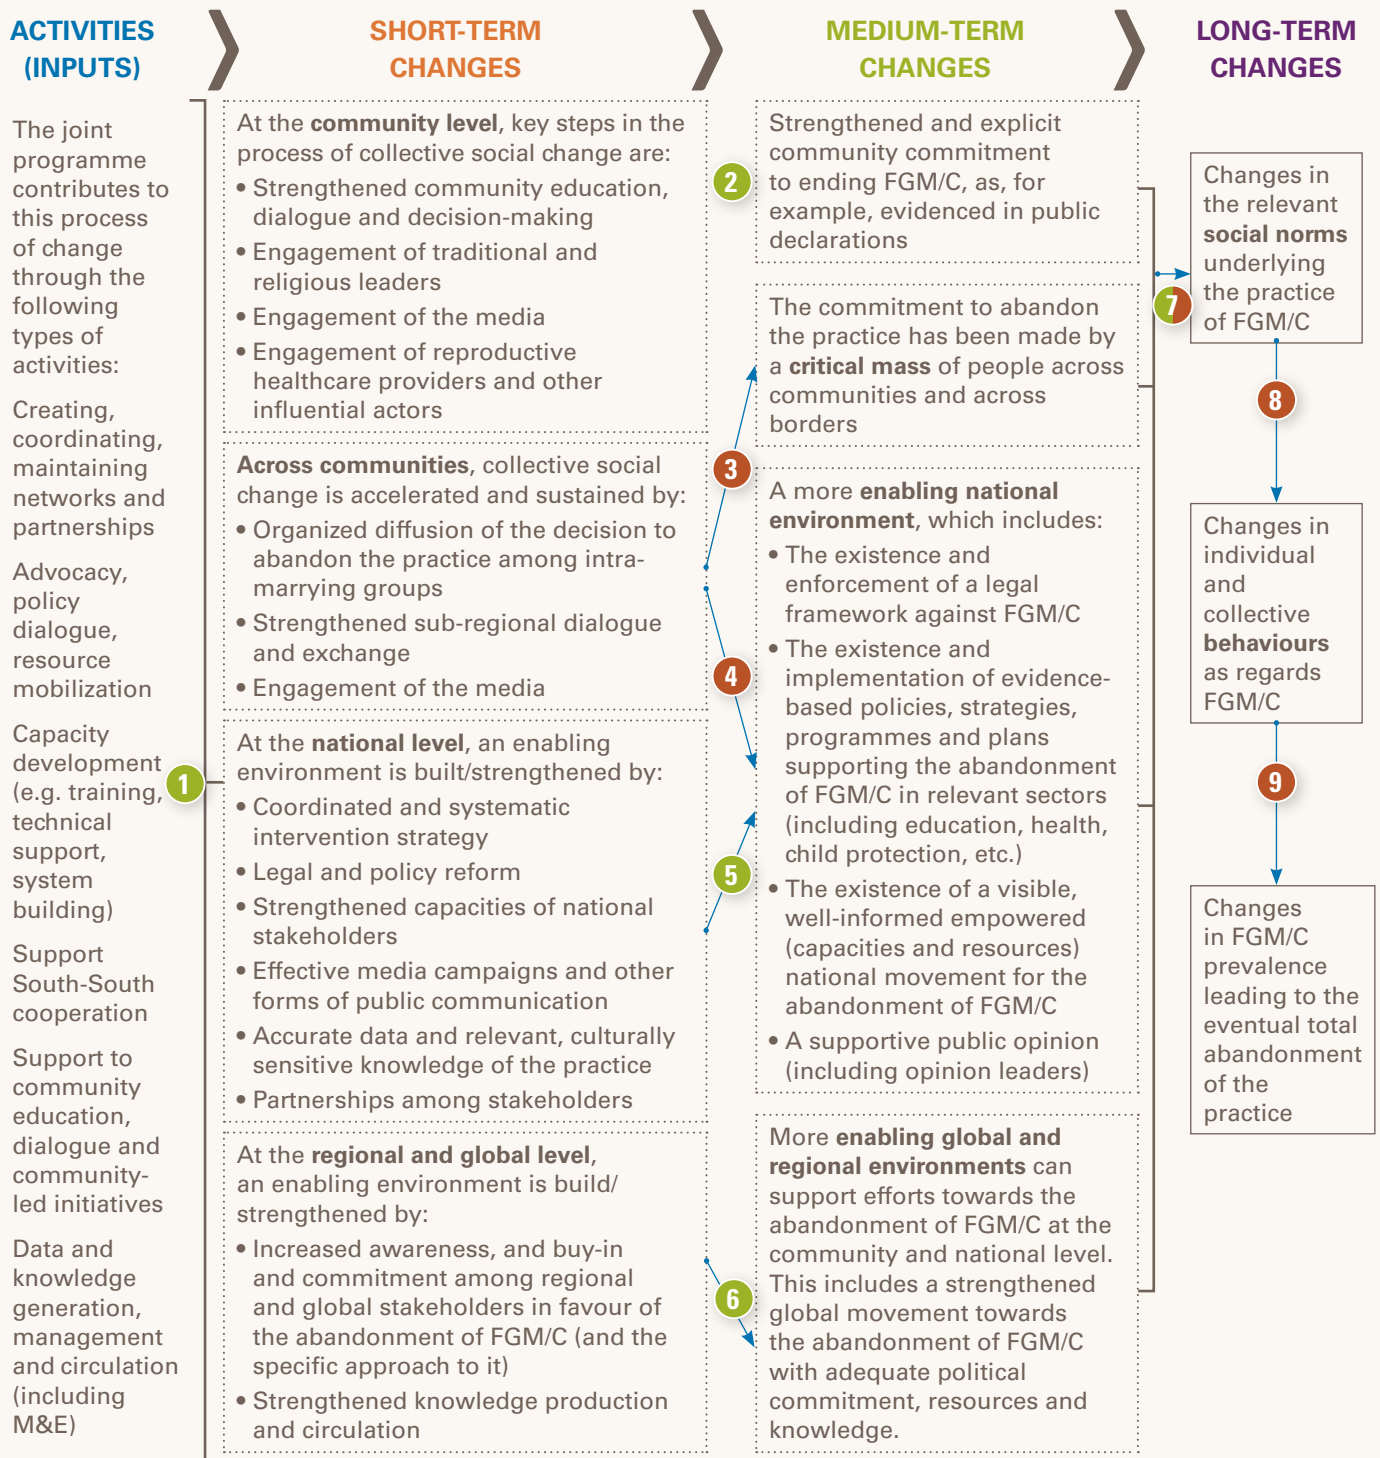 ACTIVITIES
(INPUTS)
SHORT-TERM
CHANGES
MEDIUM-TERM
CHANGES
LONG-TERM
CHANGES
The joint
programme
contributes to
this process
of change
through the
following
types of
activities:
Creating,
coordinating,
maintaining
networks and
partnerships
Advocacy,
policy
dialogue,
resource
mobilization
Capacity
development
(e.g. training,
technical
support,
system
building)
Support
South-South
cooperation
Support to
community
education,
dialogue and
community-
led initiatives
Data and
knowledge
generation,
management
and circulation
(including
M&E)
1
At the community level, key steps in the
process of collective social change are:
• Strengthened community education,
dialogue and decision-making
• Engagement of traditional and
religious leaders
• Engagement of the media
• Engagement of reproductive
healthcare providers and other
influential actors
Across communities, collective social
change is accelerated and sustained by:
• Organized diffusion of the decision to
abandon the practice among intra-
marrying groups
• Strengthened sub-regional dialogue
and exchange
• Engagement of the media
At the national level, an enabling
environment is built/strengthened by:
• Coordinated and systematic
intervention strategy
• Legal and policy reform
• Strengthened capacities of national
stakeholders
• Effective media campaigns and other
forms of public communication
• Accurate data and relevant, culturally
sensitive knowledge of the practice
• Partnerships among stakeholders
At the regional and global level,
an enabling environment is build/
strengthened by:
• Increased awareness, and buy-in
and commitment among regional
and global stakeholders in favour of
the abandonment of FGM/C (and the
specific approach to it)
• Strengthened knowledge production
and circulation
2
3
4
5
6
Strengthened and explicit
community commitment
to ending FGM/C, as, for
example, evidenced in public
declarations
The commitment to abandon
the practice has been made by
a critical mass of people across
communities and across
borders
A more enabling national
environment, which includes:
• The existence and
enforcement of a legal
framework against FGM/C
• The existence and
implementation of evidence-
based policies, strategies,
programmes and plans
supporting the abandonment
of FGM/C in relevant sectors
(including education, health,
child protection, etc.)
• The existence of a visible,
well-informed empowered
(capacities and resources)
national movement for the
abandonment of FGM/C
• A supportive public opinion
(including opinion leaders)
More enabling global and
regional environments can
support efforts towards the
abandonment of FGM/C at the
community and national level.
This includes a strengthened
global movement towards
the abandonment of FGM/C
with adequate political
commitment, resources and
knowledge.
7
Changes in
the relevant
social norms
underlying
the practice
of FGM/C
8
Changes in
individual
and
collective
behaviours
as regards
FGM/C
9
Changes
in FGM/C
prevalence
leading to the
eventual total
abandonment
of the
practice